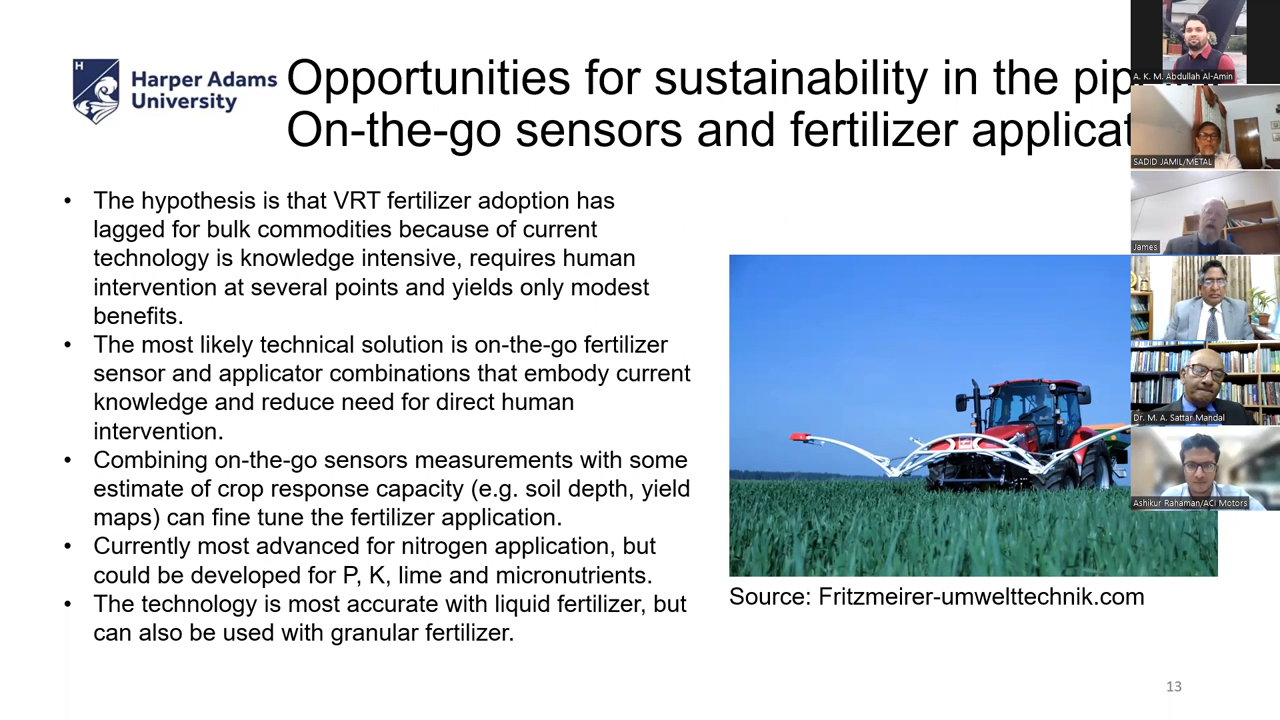 H
Harper Adams
University
Opportunities for sustainability in the
On-the-go sensors and fertilizer
• The hypothesis is that VRT fertilizer adoption has
lagged for bulk commodities because of current
technology is knowledge intensive, requires human
intervention at several points and yields only modest
benefits.
• The most likely technical solution is on-the-go fertilizer
sensor and applicator combinations that embody current
knowledge and reduce need for direct human
intervention.
• Combining on-the-go sensors measurements with some
estimate of crop response capacity (e.g. soil depth, yield
maps) can fine tune the fertilizer application.
• Currently most advanced for nitrogen application, but
could be developed for P, K, lime and micronutrients.
• The technology is most accurate with liquid fertilizer, but
can also be used with granular fertilizer.
Source: Fritzmeirer-umwelttechnik.com
13
A. K. M. Abdullah Al-Amin
SADID JAMIL/METAL
James
Dr. M. A. Sattar Mandal
Ashikur Rahaman/ACI Motors